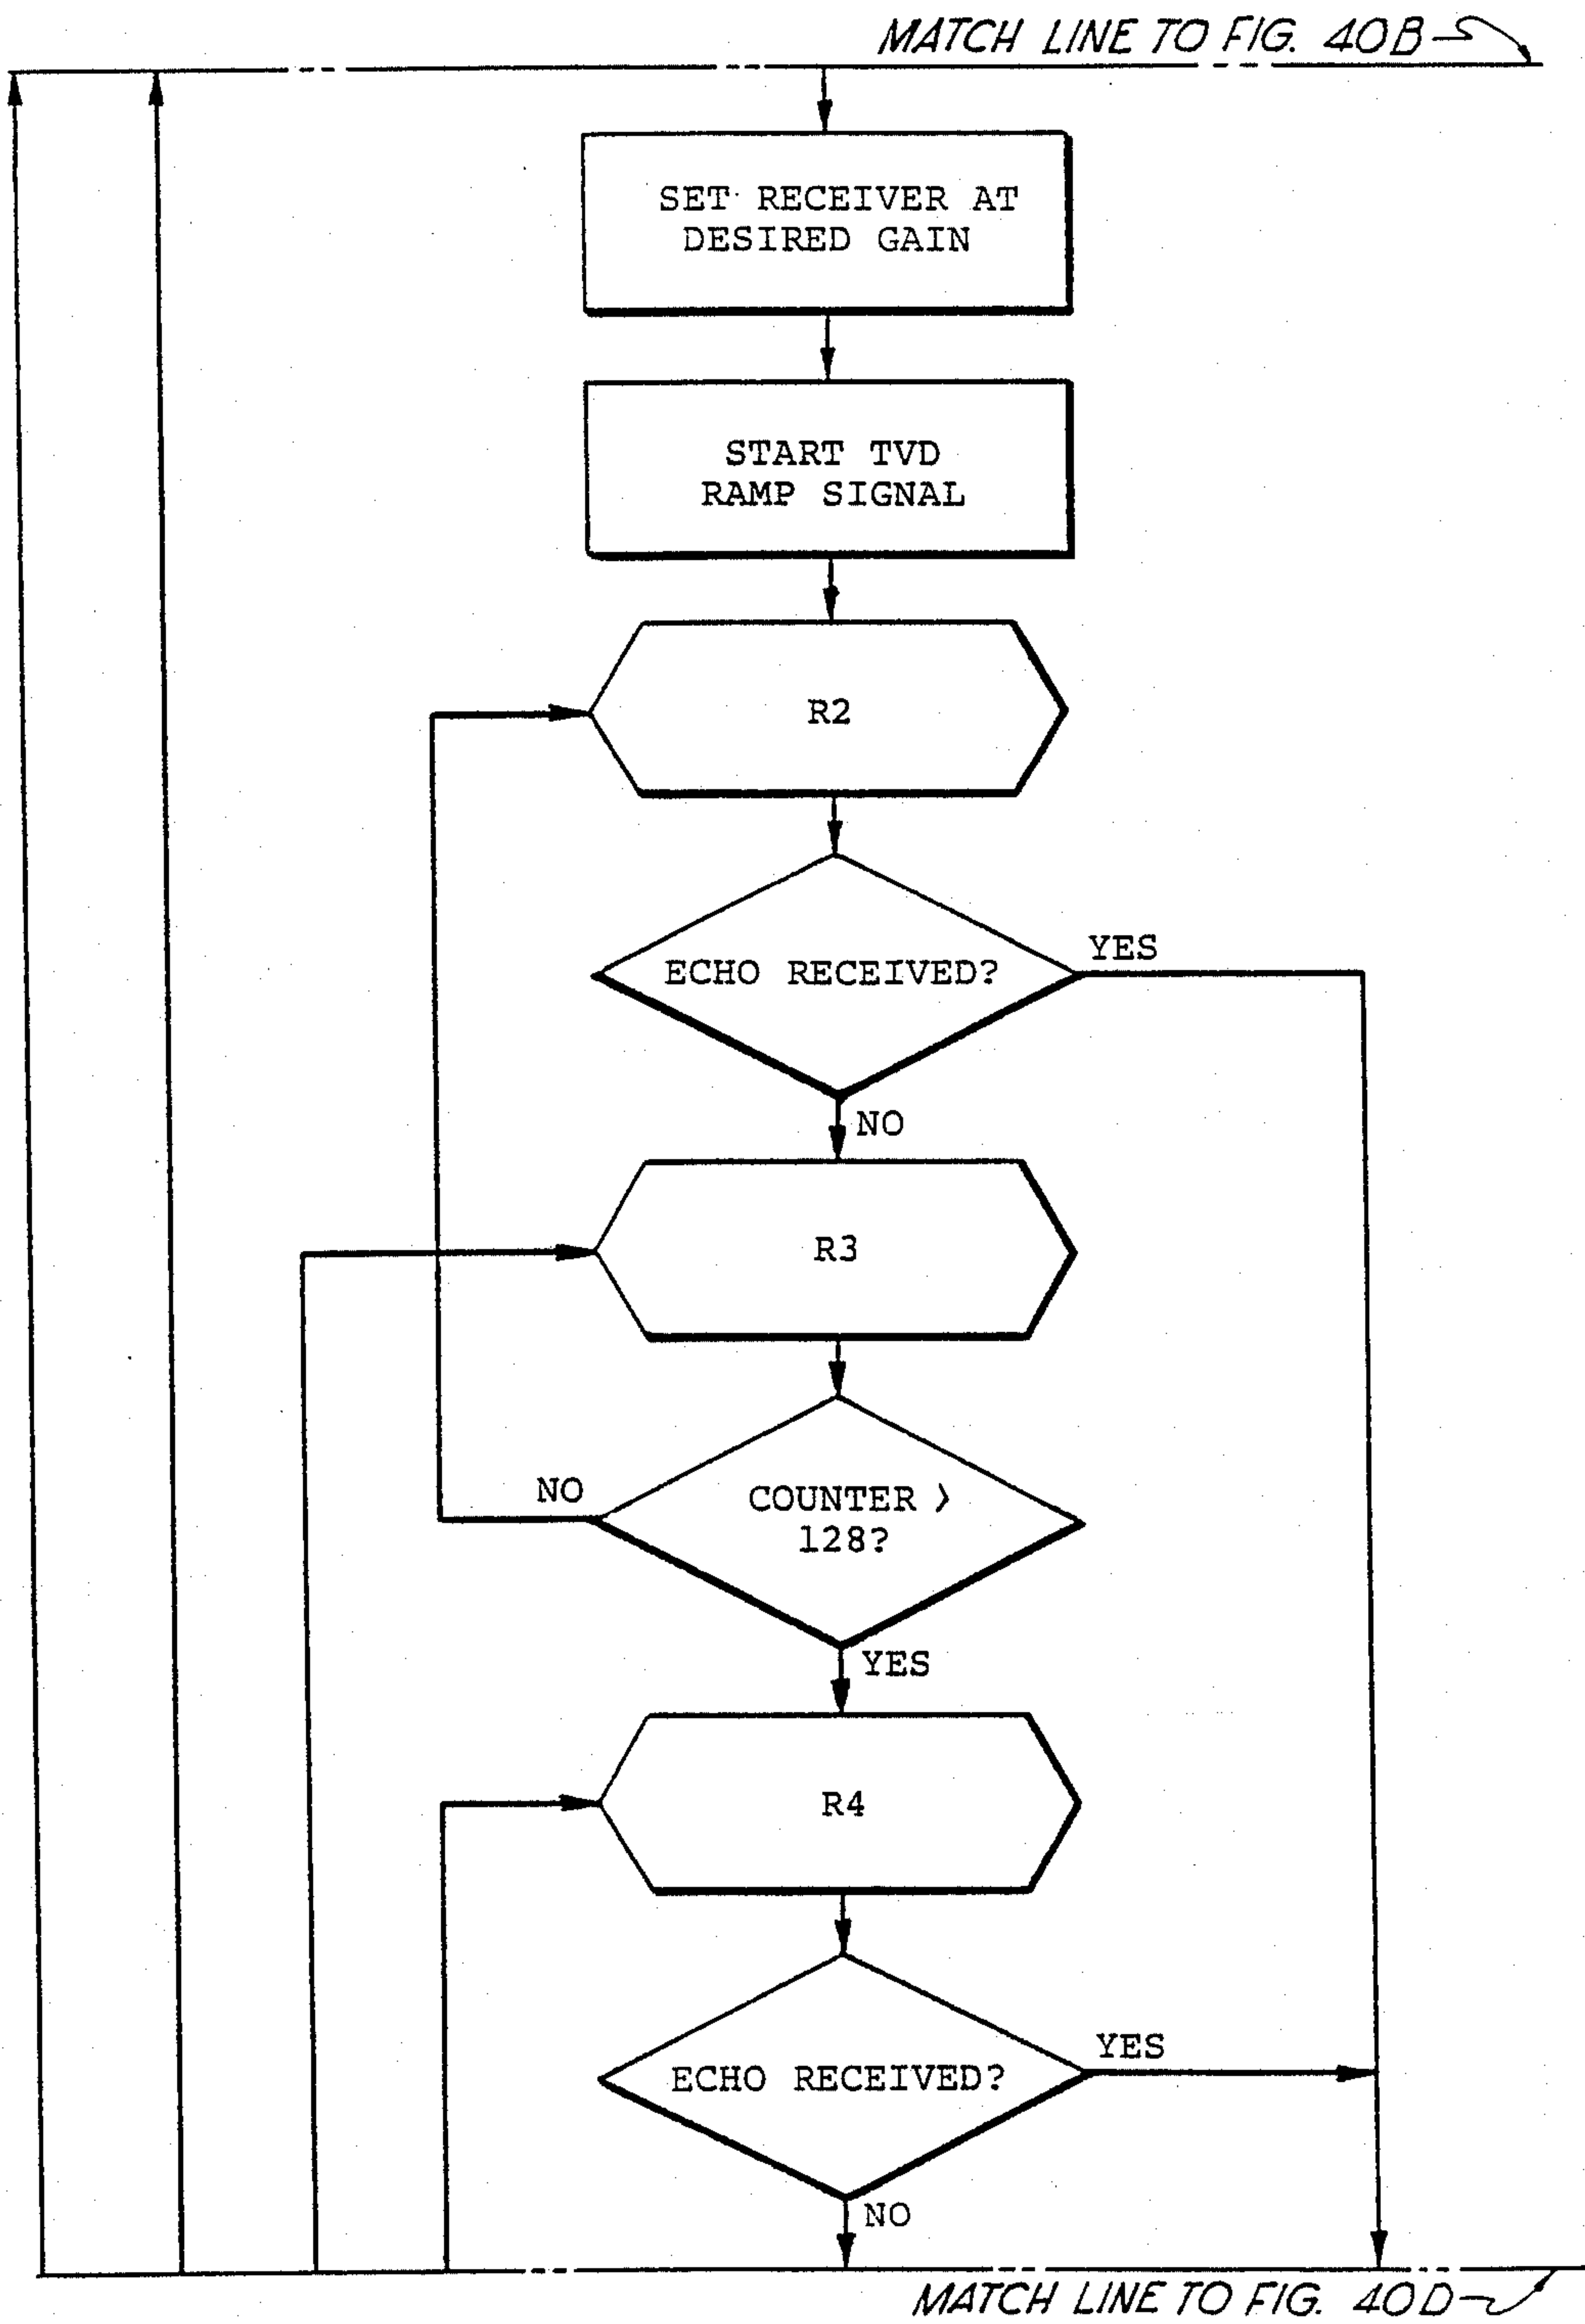 MATCH LINE TO FIG. 40B
SET RECEIVER AT
DESIRED GAIN
START TVD
RAMP SIGNAL
R2
ECHO RECEIVED?
YES
NO
R3
NO
COUNTER >
128?
YES
R4
ECHO RECEIVED?
YES
NO
MATCH LINE TO FIG. 40D